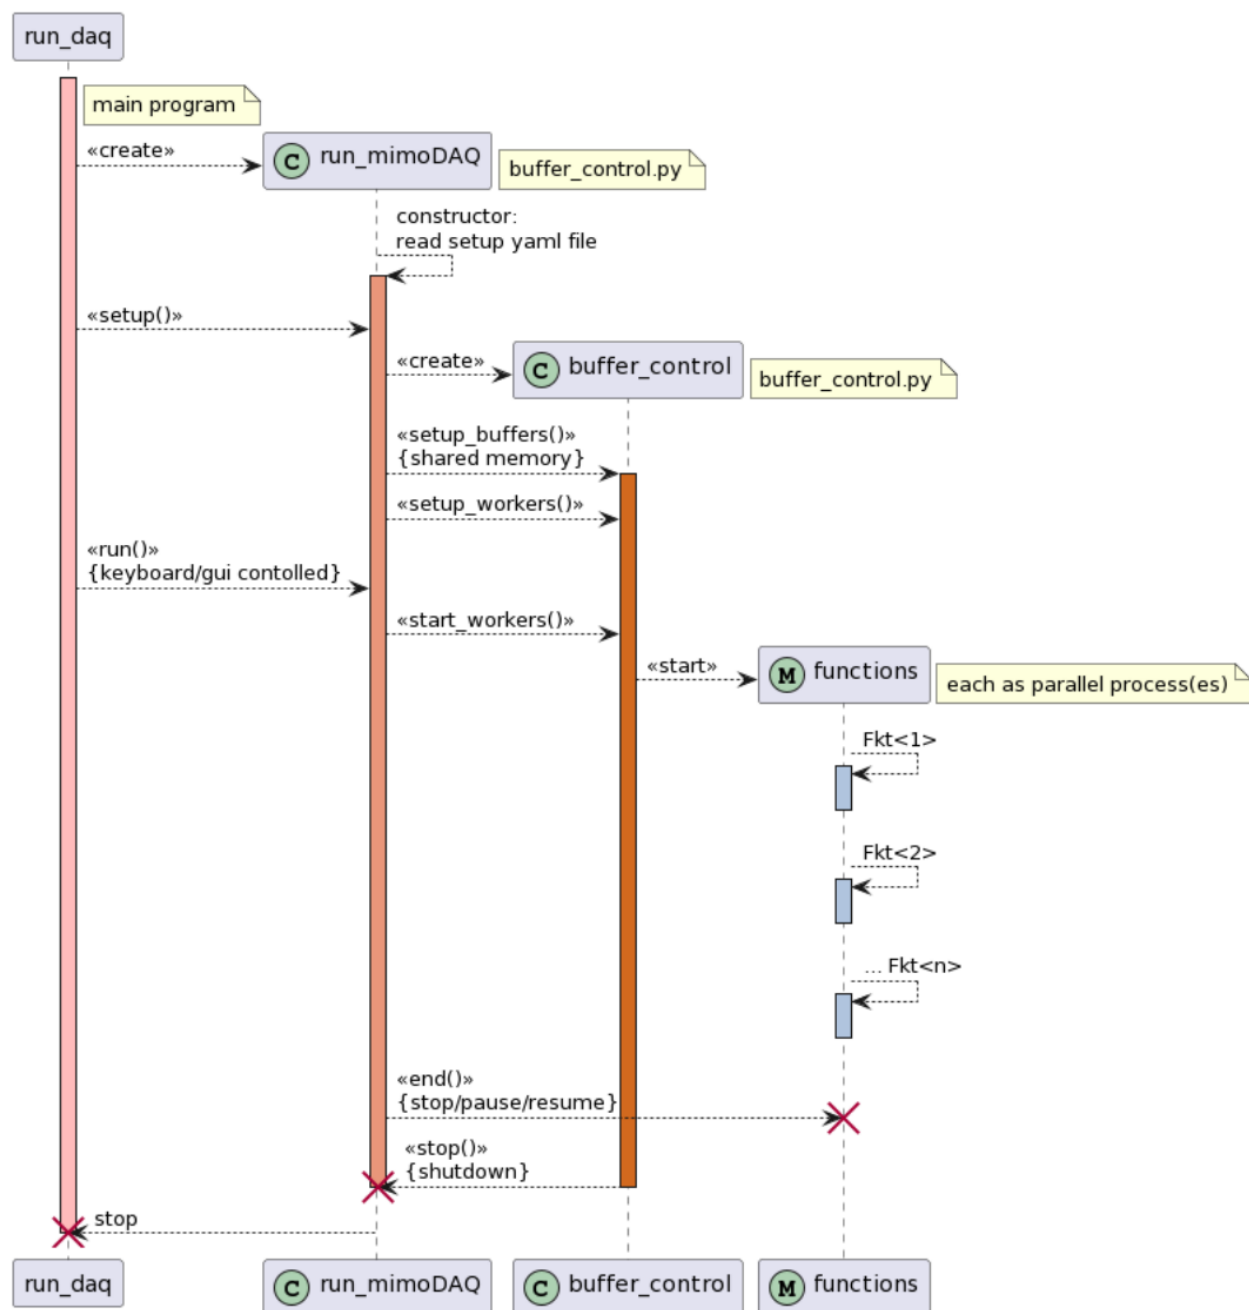 run_daq
main program
«create»
C run_mimoDAQ
buffer_control.py
constructor:
read setup yaml file
«setup()»
«create»
C buffer_control
buffer_control.py
«setup_buffers()»
{shared memory}
«setup_workers()»
«run()»
{keyboard/gui contolled}
«start_workers()»
«start»
M functions
each as parallel process(es)
Fkt<1>
Fkt<2>
... Fkt<n>
«end()»
{stop/pause/resume}
«stop()»
{shutdown}
stop
run_daq
C run_mimoDAQ
C buffer_control
M functions